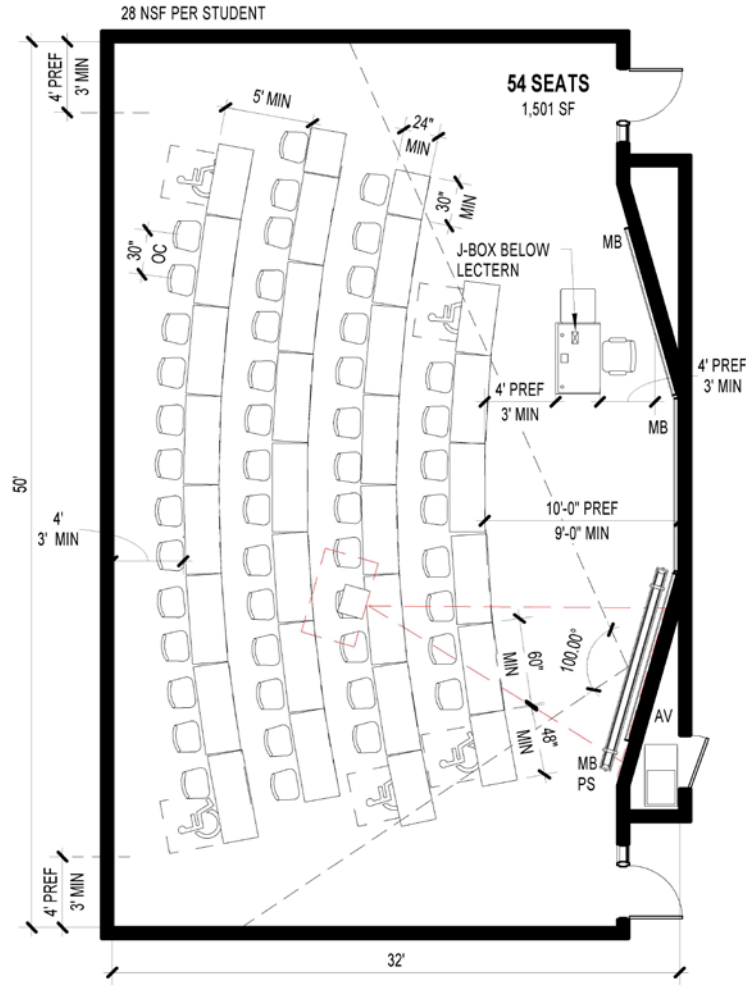 28 NSF PER STUDENT
4' PREF
3' MIN
54 SEATS
1,501 SF
5' MIN
24"
MIN
30"
MIN
30"
OC
MB
J-BOX BELOW
LECTERN
4' PREF
3' MIN
4' PREF
3' MIN
MB
50'
10'-0" PREF
9'-0" MIN
4'
3' MIN
60"
MIN
100.00°
48"
MIN
AV
MB
PS
4' PREF
3' MIN
32'